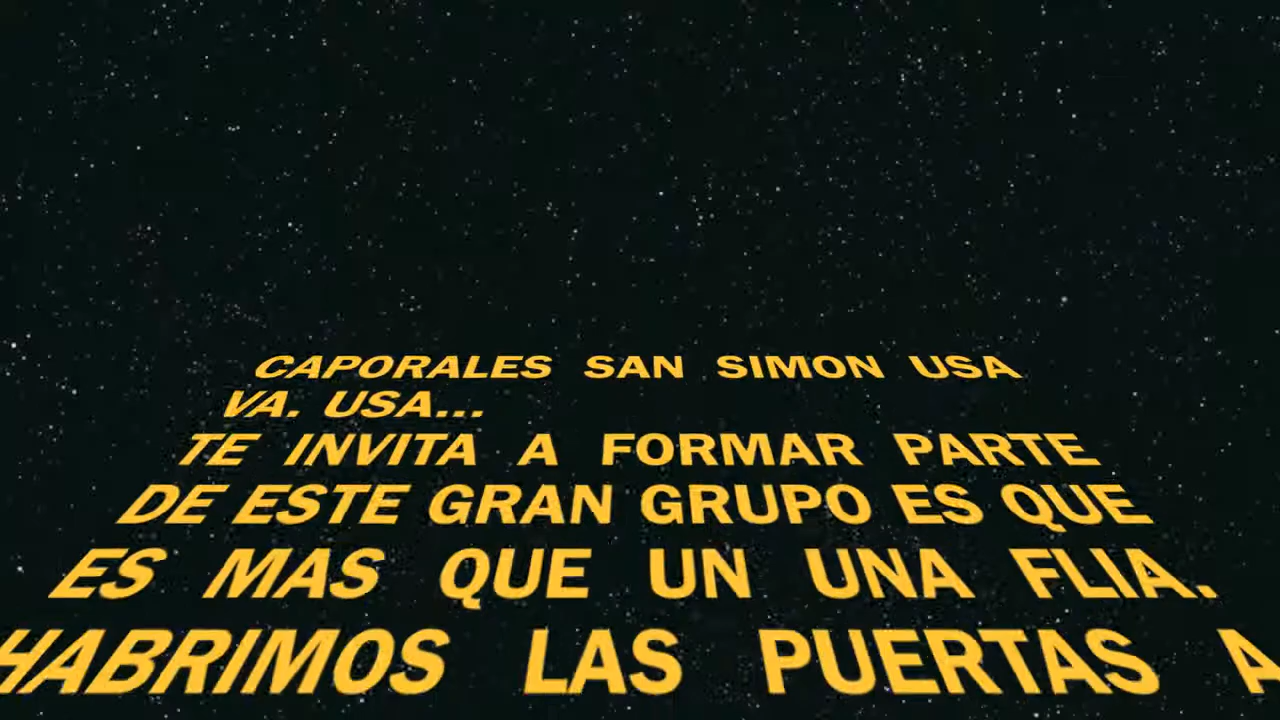 CAPORALES SAN SIMON USA
VA. USA...
TE INVITA A FORMAR PARTE
DE ESTE GRAN GRUPO ES QUE
ES MAS QUE UN UNA FLIA.
HABRIMOS LAS PUERTAS A